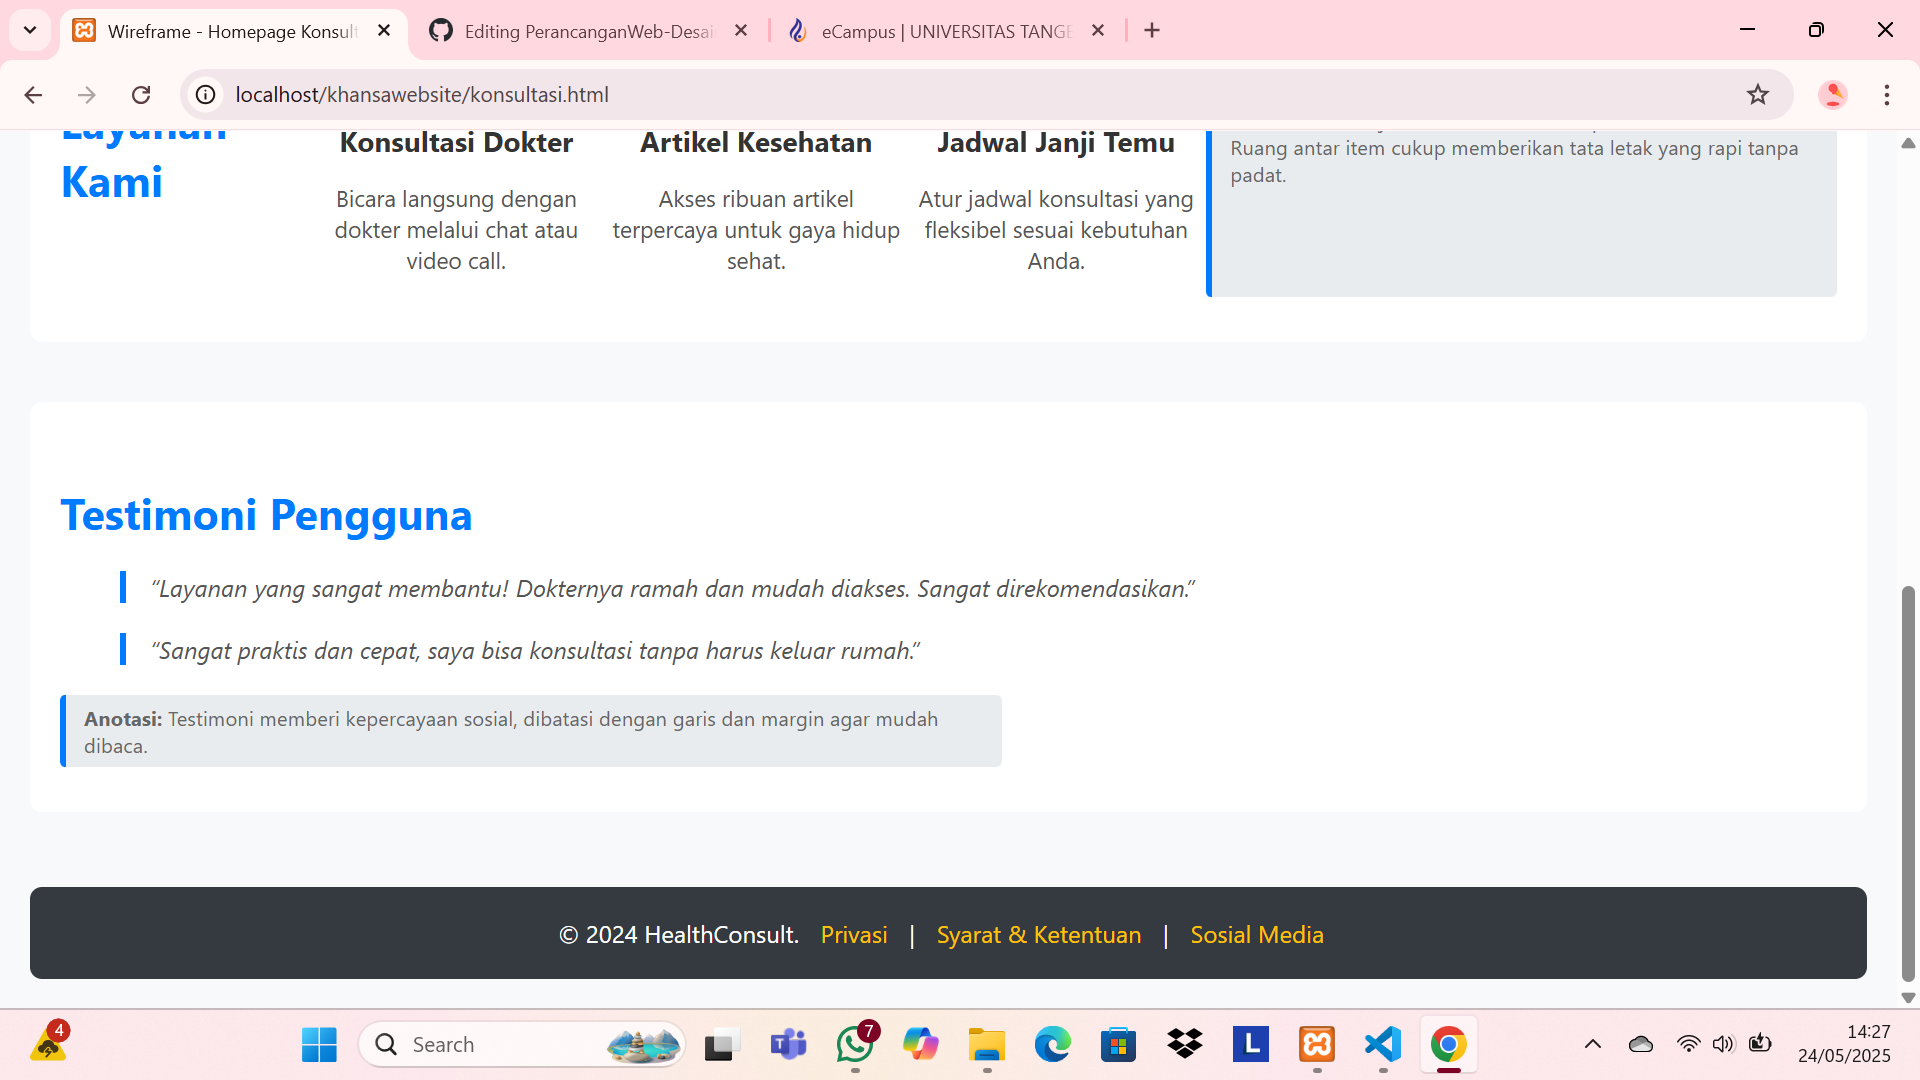 Wireframe - Homepage Konsult
Editing PerancanganWeb-Desai
eCampus | UNIVERSITAS TANGE
localhost/khansawebsite/konsultasi.html
Layanan
Kami
Konsultasi Dokter
Bicara langsung dengan
dokter melalui chat atau
video call.
Artikel Kesehatan
Akses ribuan artikel
terpercaya untuk gaya hidup
sehat.
Jadwal Janji Temu
Atur jadwal konsultasi yang
fleksibel sesuai kebutuhan
Anda.
Ruang antar item cukup memberikan tata letak yang rapi tanpa
padat.
Testimoni Pengguna
“Layanan yang sangat membantu! Dokternya ramah dan mudah diakses. Sangat direkomendasikan.”
“Sangat praktis dan cepat, saya bisa konsultasi tanpa harus keluar rumah.”
Anotasi: Testimoni memberi kepercayaan sosial, dibatasi dengan garis dan margin agar mudah
dibaca.
© 2024 HealthConsult. Privasi | Syarat & Ketentuan | Sosial Media
4
Search
7
L
14:27
24/05/2025